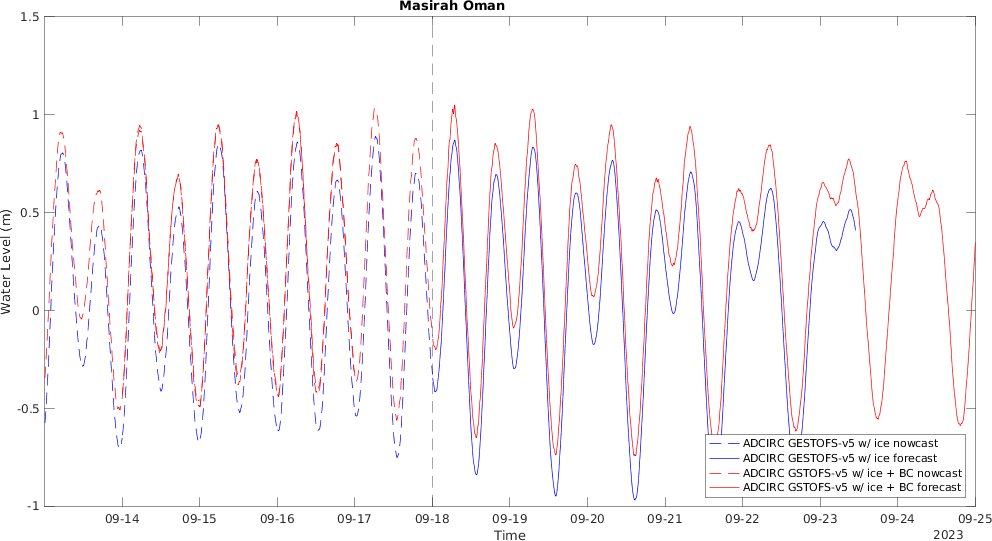 Masirah Oman
1.5
1
0.5
0
-0.5
-1
Water Level (m)
ADCIRC GESTOFS-v5 w/ ice nowcast
ADCIRC GESTOFS-v5 w/ ice forecast
ADCIRC GSTOFS-v5 w/ ice + BC nowcast
ADCIRC GSTOFS-v5 w/ ice + BC forecast
09-14 09-15 09-16 09-17 09-18 09-19 09-20 09-21 09-22 09-23 09-24 09-25
Time
2023